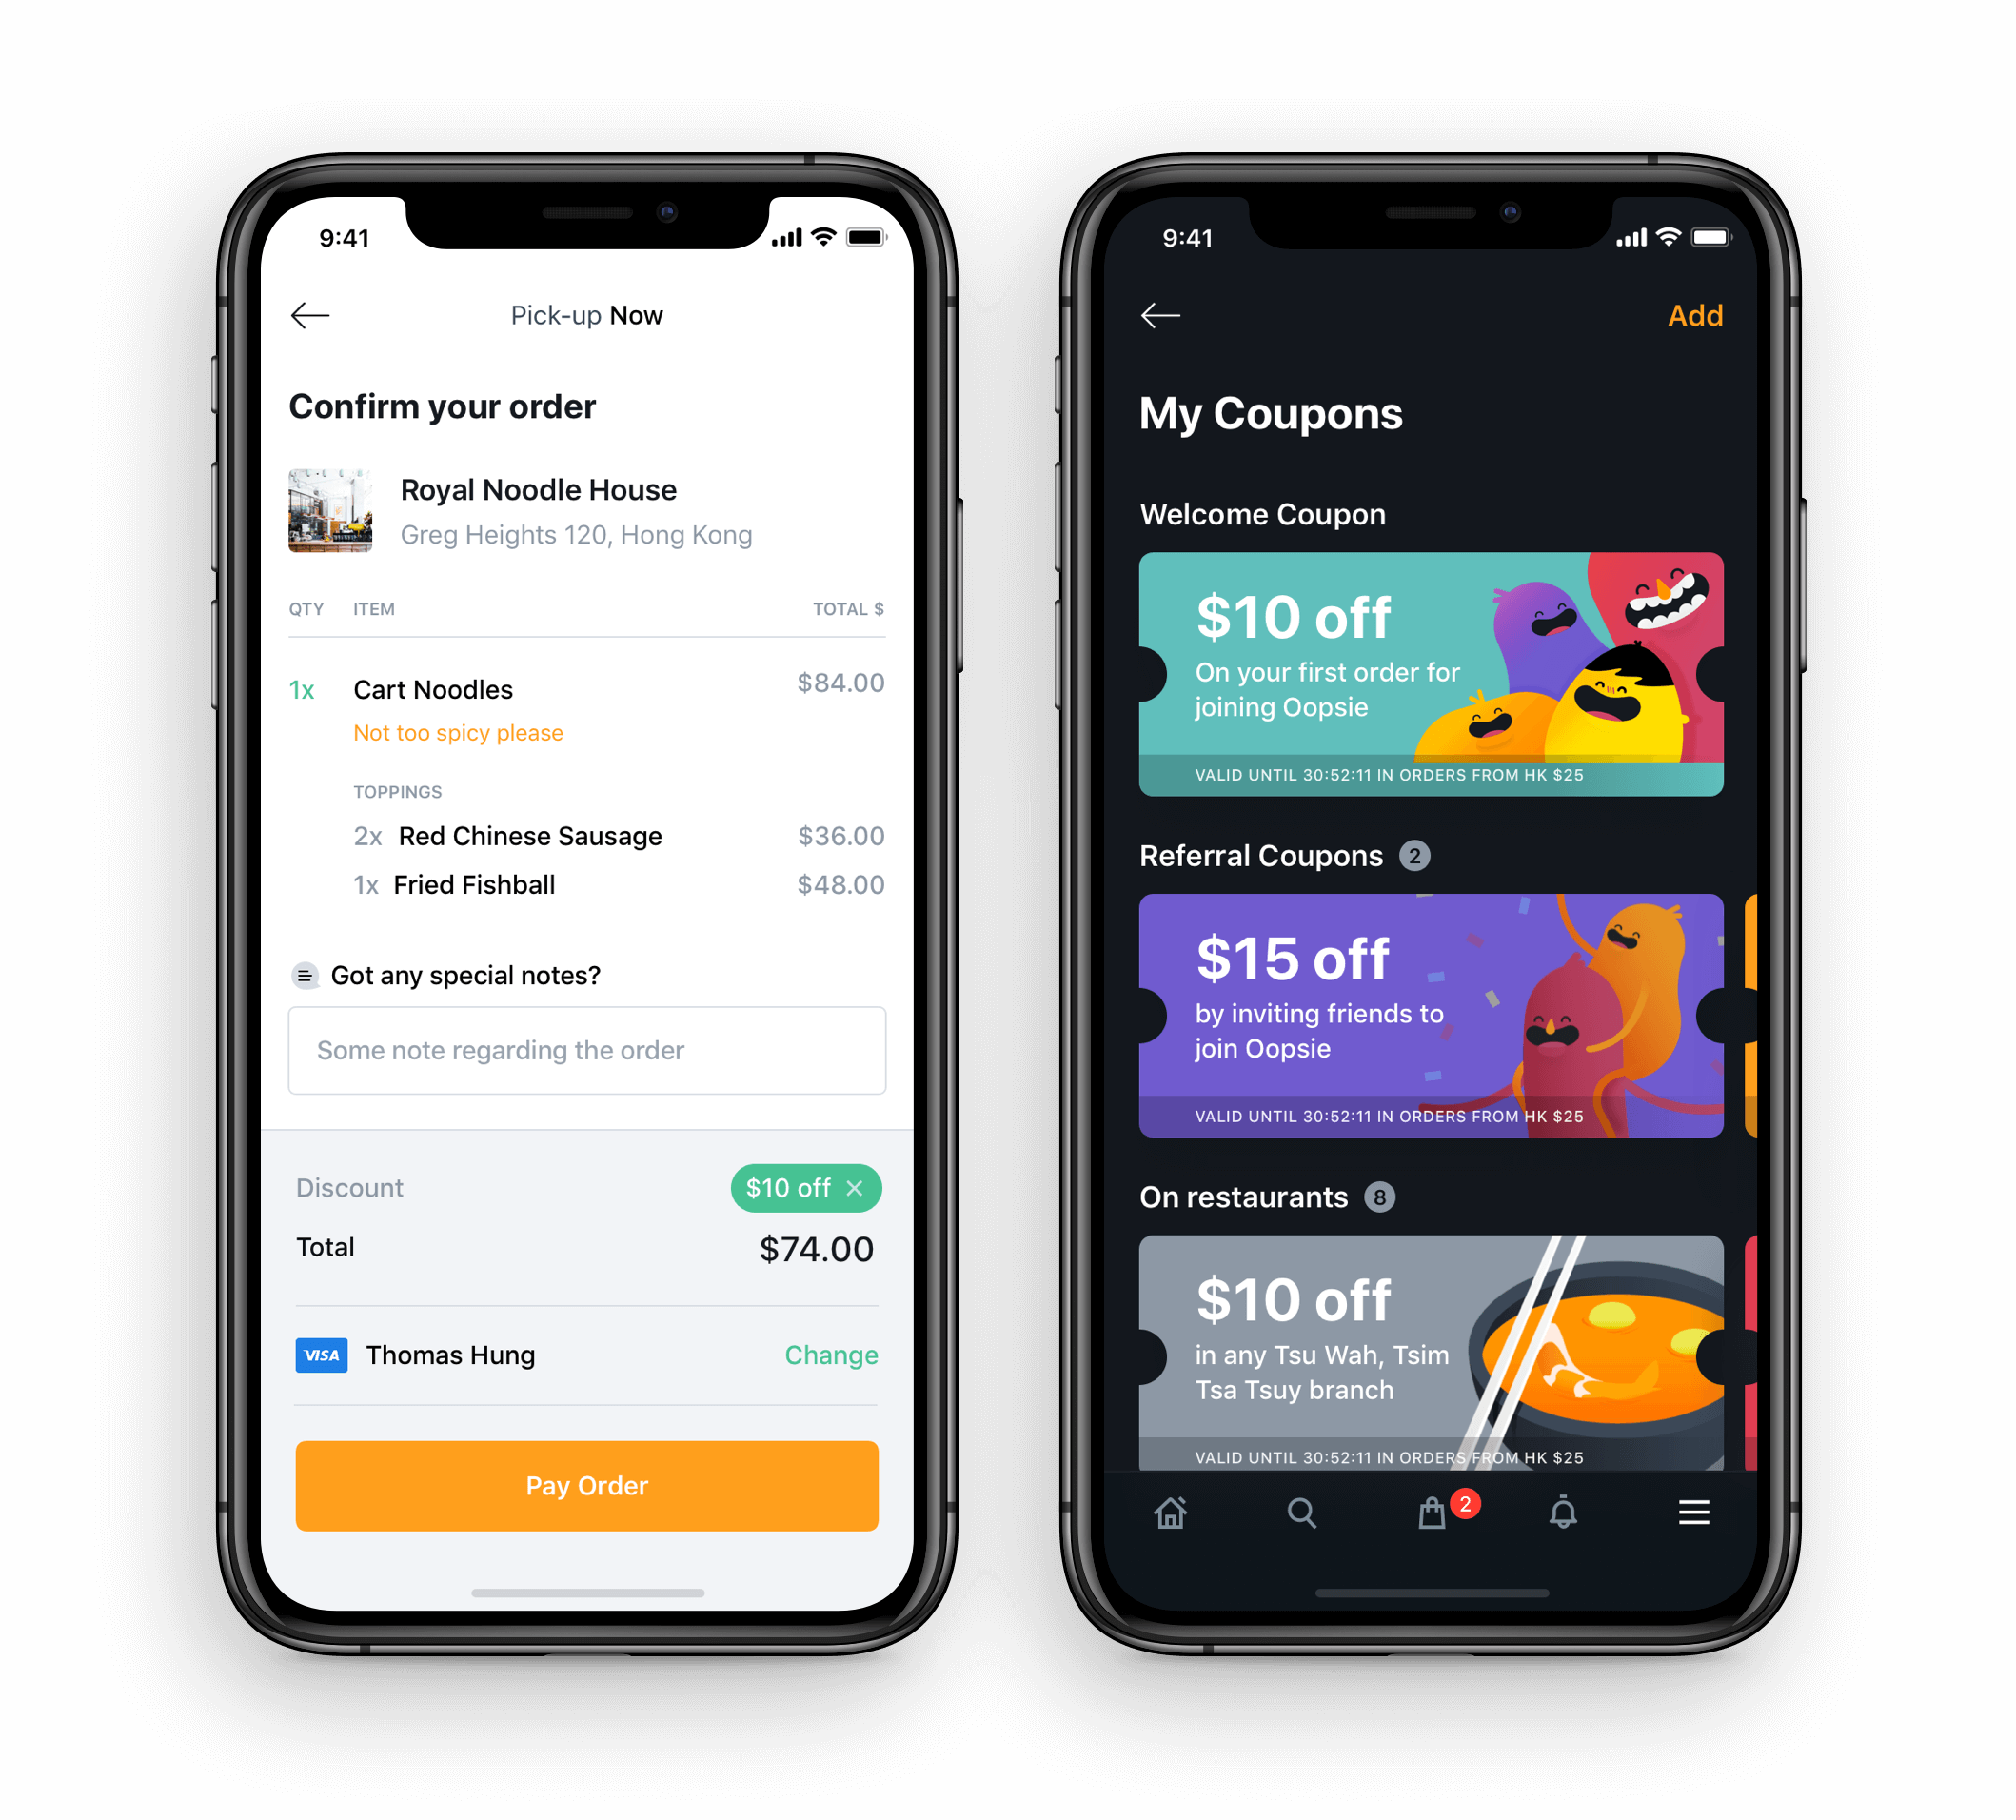 9:41
Pick-up Now
Confirm your order
Royal Noodle House
Greg Heights 120, Hong Kong
QTY ITEM TOTAL $
1x Cart Noodles $84.00
Not too spicy please
TOPPINGS
2x Red Chinese Sausage $36.00
1x Fried Fishball $48.00
Got any special notes?
Some note regarding the order
Discount $10 off ×
Total $74.00
VISA Thomas Hung Change
Pay Order
9:41
Add
My Coupons
Welcome Coupon
$10 off
On your first order for
joining Oopsie
VALID UNTIL 30:52:11 IN ORDERS FROM HK $25
Referral Coupons 2
$15 off
by inviting friends to
join Oopsie
VALID UNTIL 30:52:11 IN ORDERS FROM HK $25
On restaurants 8
$10 off
in any Tsu Wah, Tsim
Tsa Tsuy branch
VALID UNTIL 30:52:11 IN ORDERS FROM HK $25
2